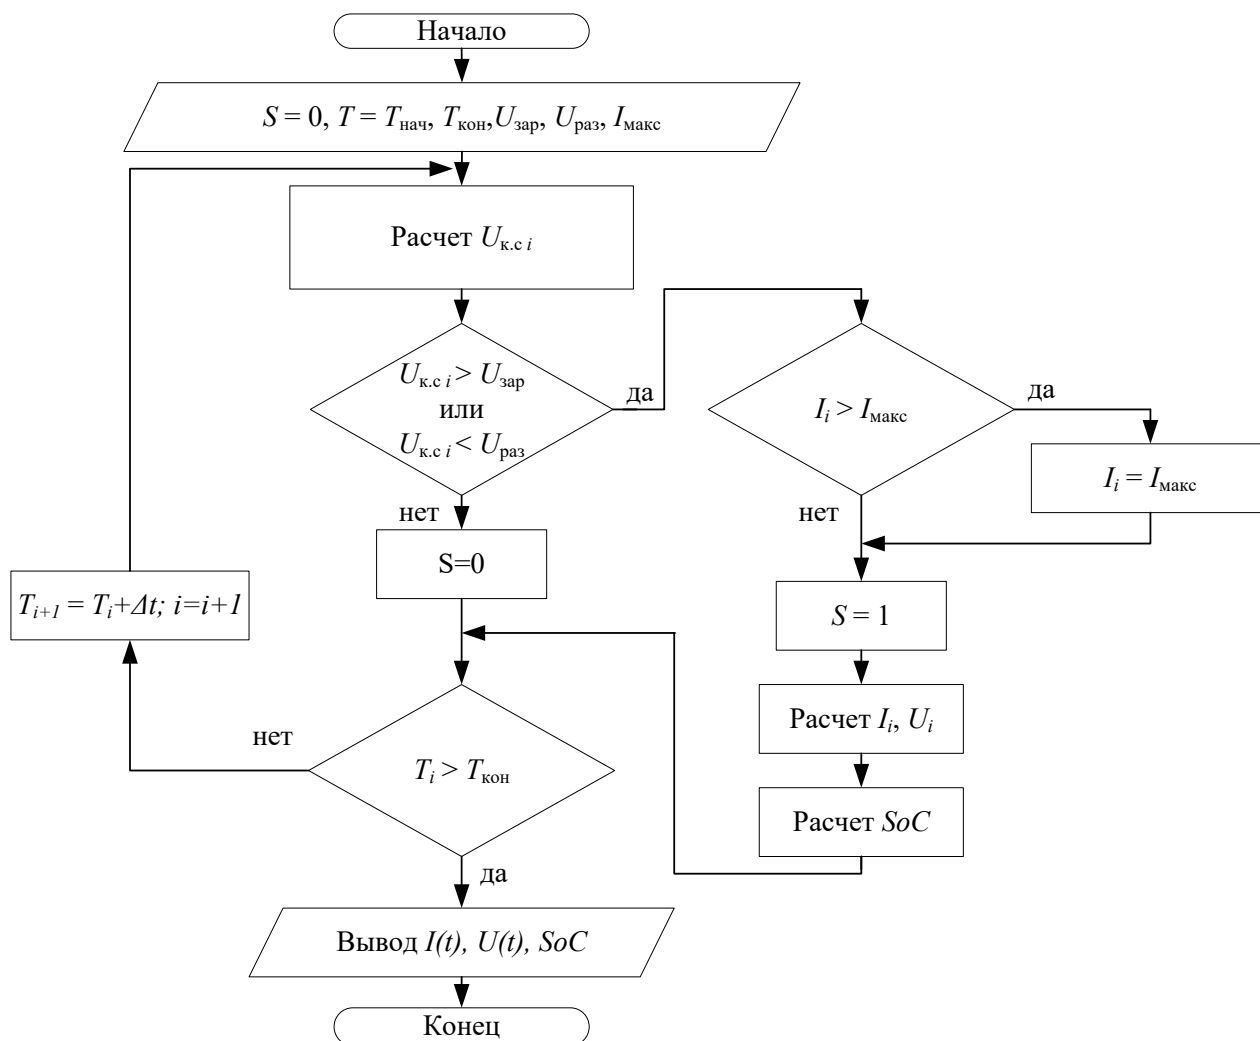 Начало
S = 0, T = Tнач, Tкон,Uзар, Uраз, Iмакс
Расчет Uк.с i
Uк.с i > Uзар
или
Uк.с i < Uраз
да
нет
Ii > Iмакс
да
Ii = Iмакс
нет
S=0
Ti+1 = Ti+Δt; i=i+1
S = 1
Расчет Ii, Ui
Расчет SoC
Ti > Tкон
нет
да
Вывод I(t), U(t), SoC
Конец